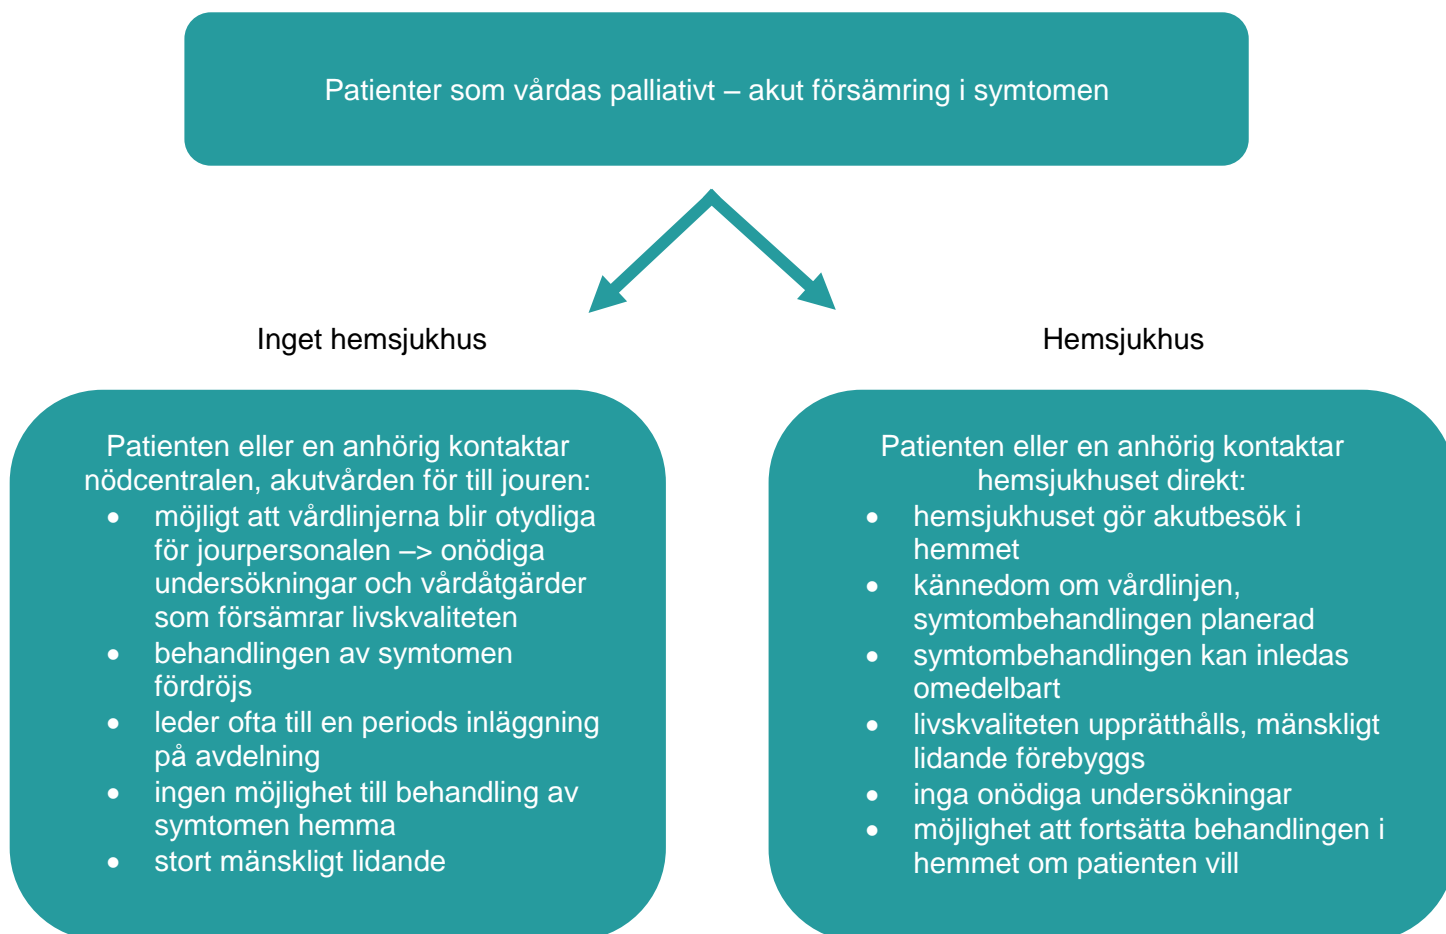 Patienter som vårdas palliativt – akut försämring i symtomen
Inget hemsjukhus
Patienten eller en anhörig kontaktar
nödcentralen, akutvården för till jouren:
• möjligt att vårdlinjerna blir otydliga
för jourpersonalen –> onödiga
undersökningar och vårdåtgärder
som försämrar livskvaliteten
• behandlingen av symtomen
fördröjs
• leder ofta till en periods inläggning
på avdelning
• ingen möjlighet till behandling av
symtomen hemma
• stort mänskligt lidande
Hemsjukhus
Patienten eller en anhörig kontaktar
hemsjukhuset direkt:
• hemsjukhuset gör akutbesök i
hemmet
• kännedom om vårdlinjen,
symtombehandlingen planerad
• symtombehandlingen kan inledas
omedelbart
• livskvaliteten upprätthålls, mänskligt
lidande förebyggs
• inga onödiga undersökningar
• möjlighet att fortsätta behandlingen i
hemmet om patienten vill